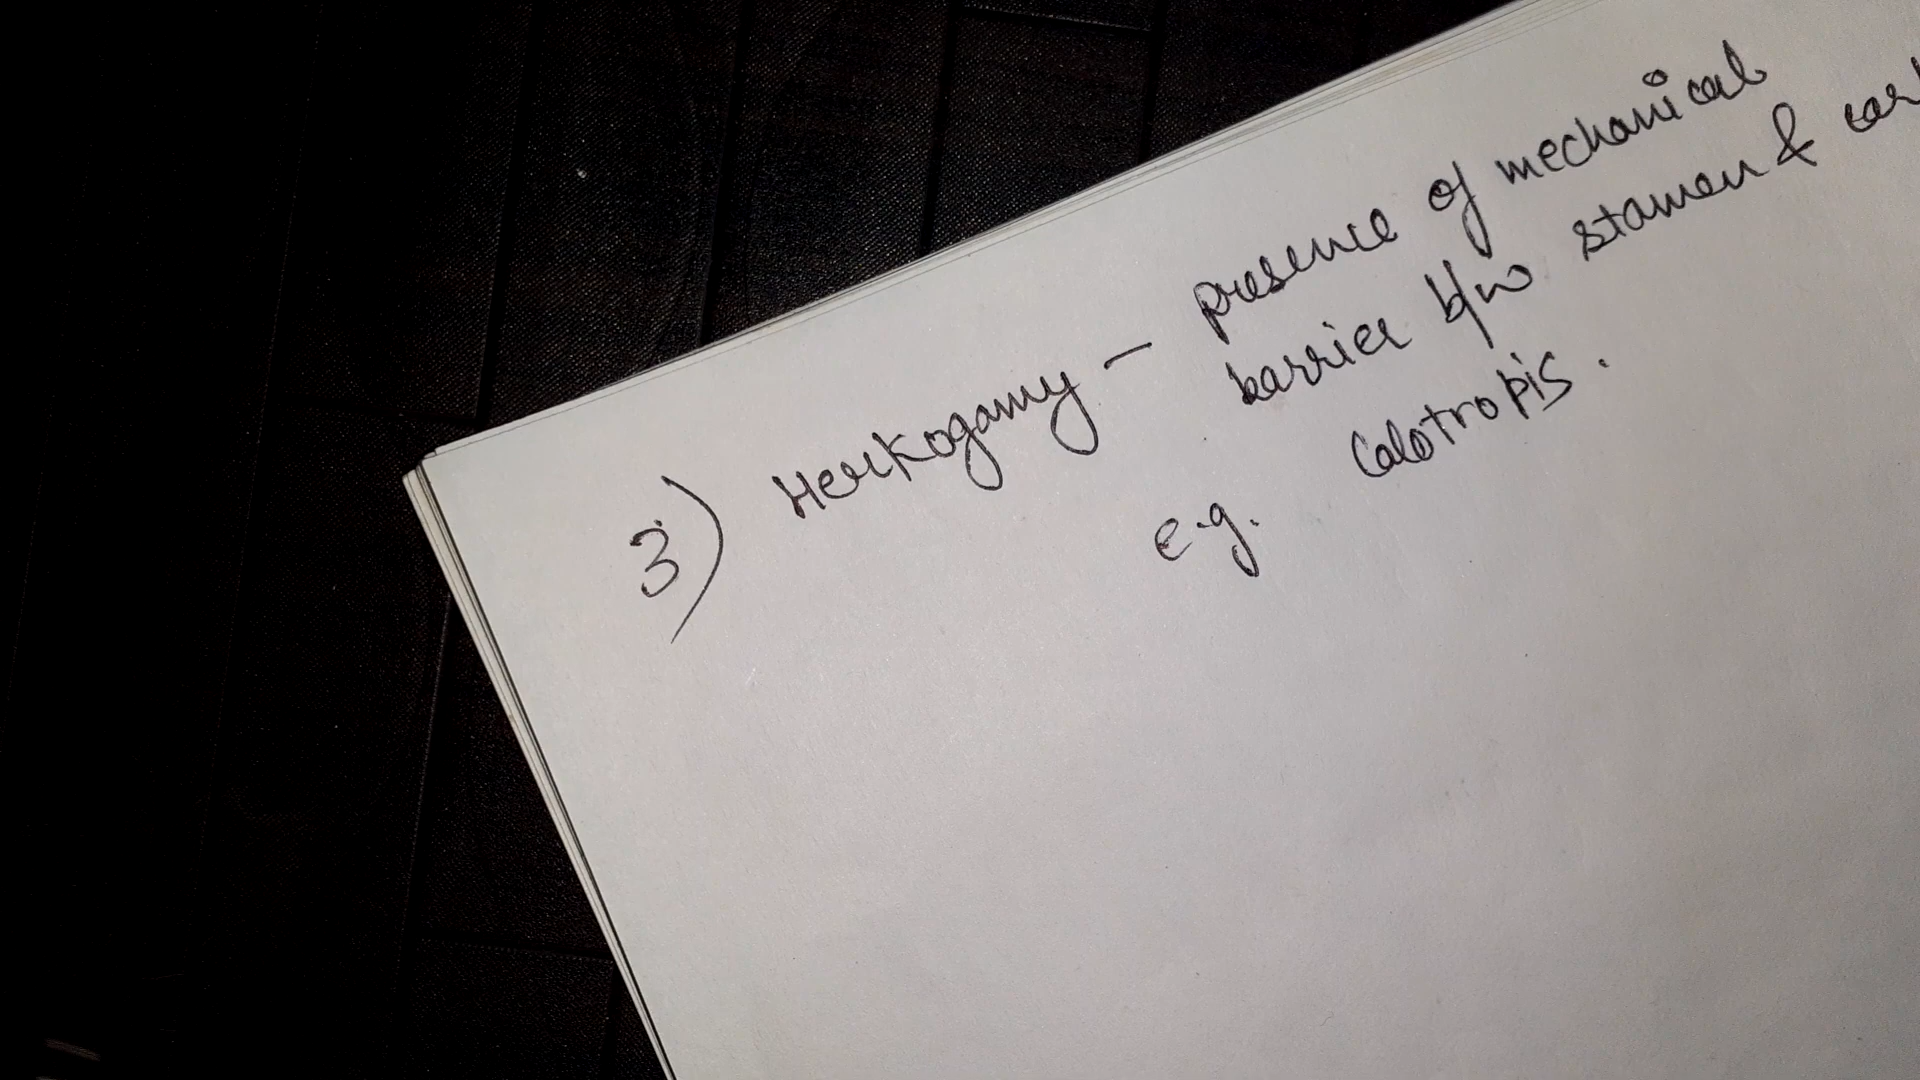 3) Herkogamy - presence of mechanical
barrier b/w stamen &
e.g. Calotropis.